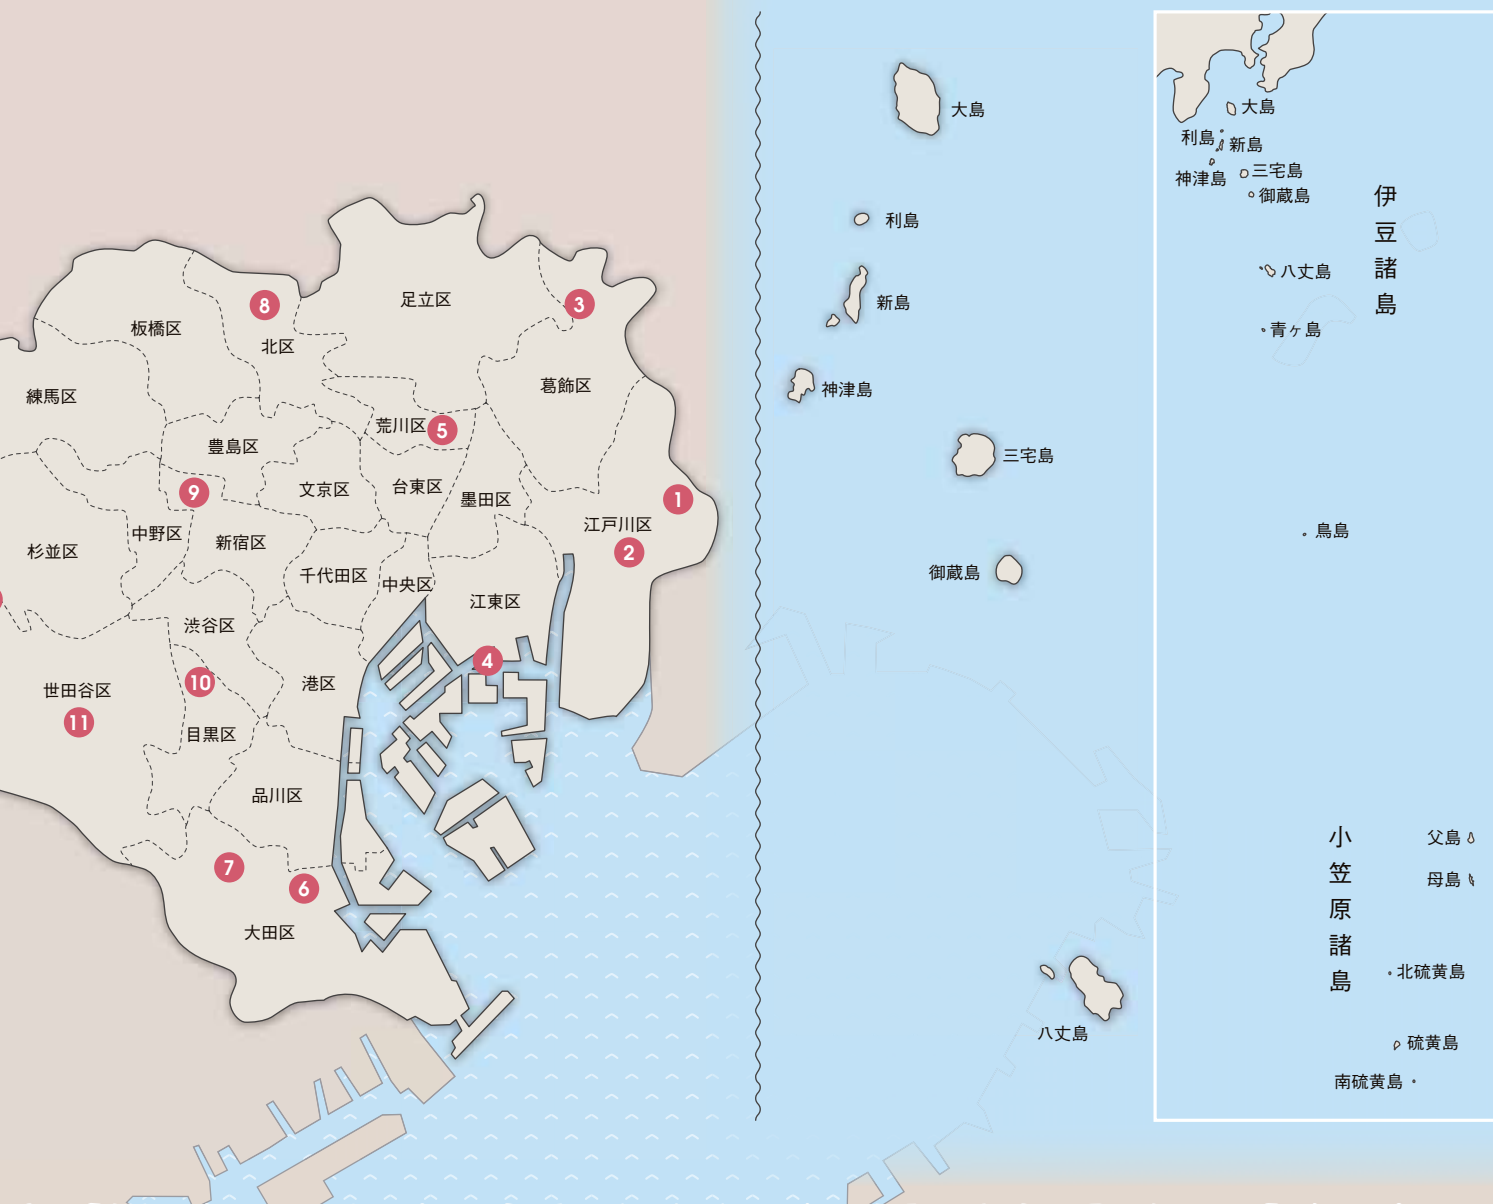 8
3
足立区
板橋区
北区
葛飾区
練馬区
荒川区
5
豊島区
9
文京区
台東区
墨田区
1
江戸川区
中野区
新宿区
杉並区
2
千代田区
中央区
江東区
渋谷区
4
10
港区
世田谷区
11
目黒区
品川区
7
6
大田区
大島
利島
新島
神津島
三宅島
御蔵島
八丈島
大島
利島
新島
神津島
三宅島
御蔵島
伊豆諸島
八丈島
青ヶ島
鳥島
小笠原諸島
父島
母島
北硫黄島
硫黄島
南硫黄島